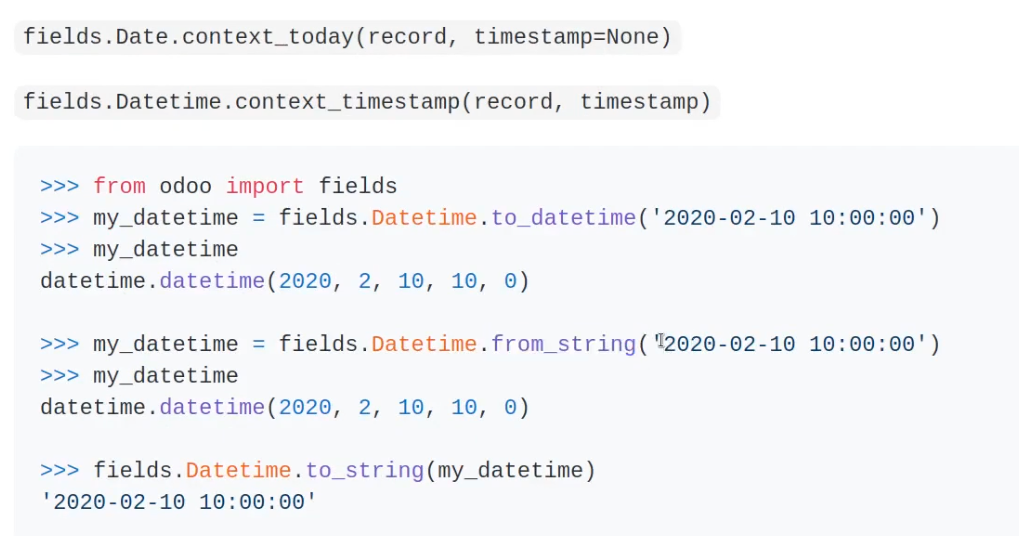 fields.Date.context_today(record, timestamp=None)
fields.Datetime.context_timestamp(record, timestamp)
>>> from odoo import fields
>>> my_datetime = fields.Datetime.to_datetime('2020-02-10 10:00:00')
>>> my_datetime
datetime.datetime(2020, 2, 10, 10, 0)
>>> my_datetime = fields.Datetime.from_string('2020-02-10 10:00:00')
>>> my_datetime
datetime.datetime(2020, 2, 10, 10, 0)
>>> fields.Datetime.to_string(my_datetime)
'2020-02-10 10:00:00'